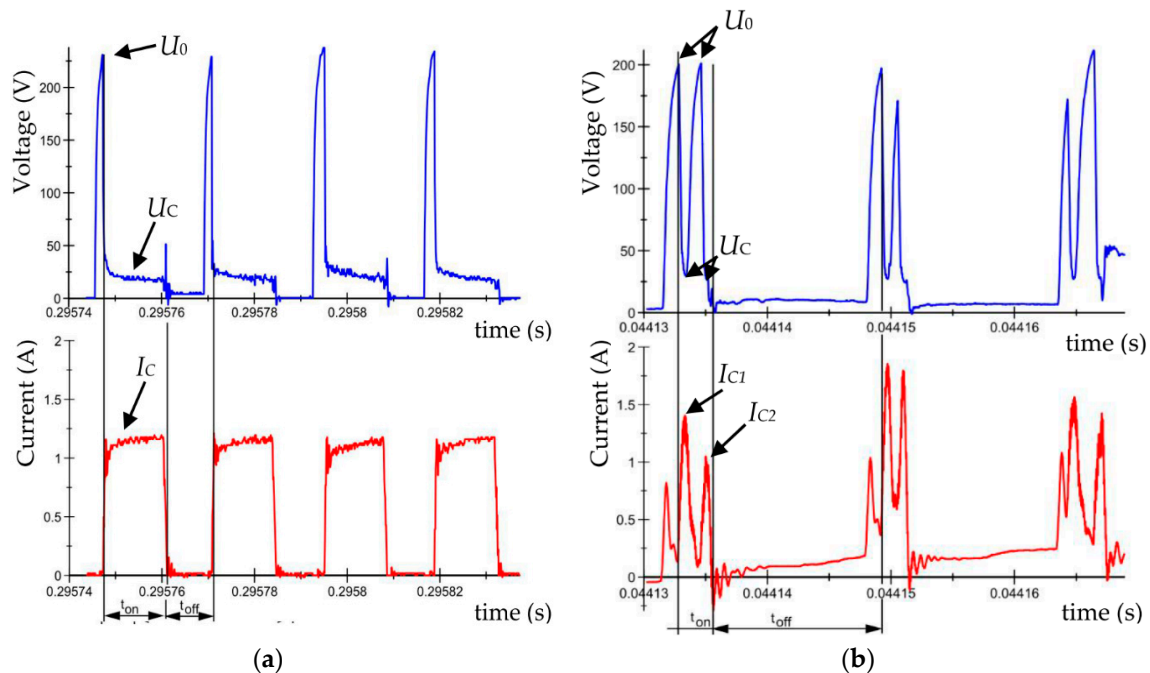 U0
200
Voltage (V)
150
100
UC
50
0
0.29574
0.29576
0.29578
0.2958
0.29582
time (s)
2
Current (A)
IC
1.5
1
0.5
0
0.29574
0.29576
0.29578
0.2958
0.29582
time (s)
ton
toff
(a)
U0
200
Voltage (V)
150
100
UC
50
0
0.04413
0.04414
0.04415
0.04416
time (s)
2
Current (A)
IC1
1.5
IC2
1
0.5
0
0.04413
0.04414
0.04415
0.04416
time (s)
ton
toff
(b)